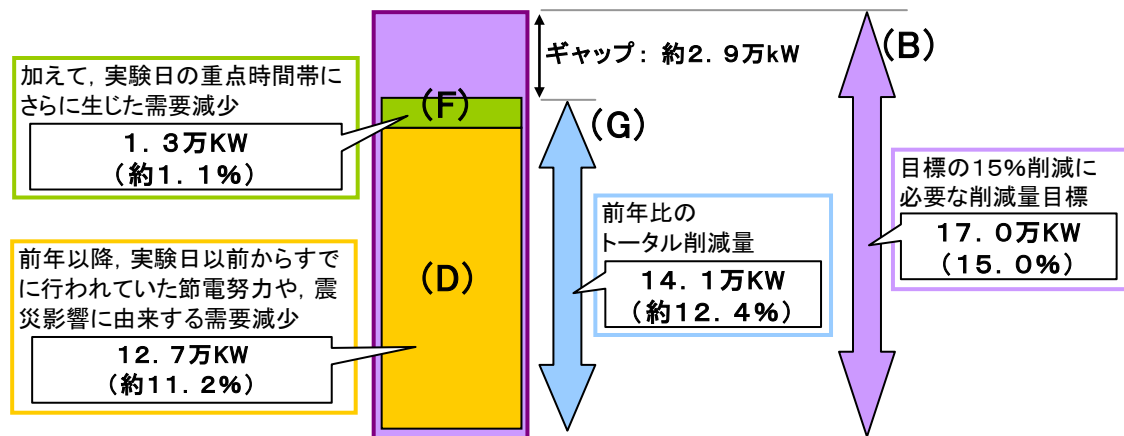 ギャップ： 約２．９万kW
(B)
加えて，実験日の重点時間帯に
さらに生じた需要減少
１．３万KW
（約１．１％）
(F)
(G)
目標の１５％削減に
必要な削減量目標
１７．０万KW
（１５．０％）
前年比の
トータル削減量
１４．１万KW
（約１２．４％）
前年以降，実験日以前からすで
に行われていた節電努力や，震
災影響に由来する需要減少
１２．７万KW
（約１１．２％）
(D)